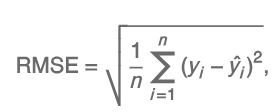 RMSE = √(1/n ∑_{i=1}^{n} (y_i − ŷ_i)²),